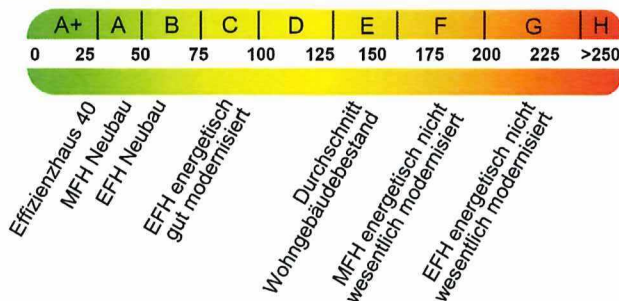 A+ A B C D E F G H
0 25 50 75 100 125 150 175 200 225 >250
Effizienzhaus 40
MFH Neubau
EFH Neubau
EFH energetisch
gut modernisiert
Durchschnitt
Wohngebäudebestand
MFH energetisch nicht
wesentlich modernisiert
EFH energetisch nicht
wesentlich modernisiert